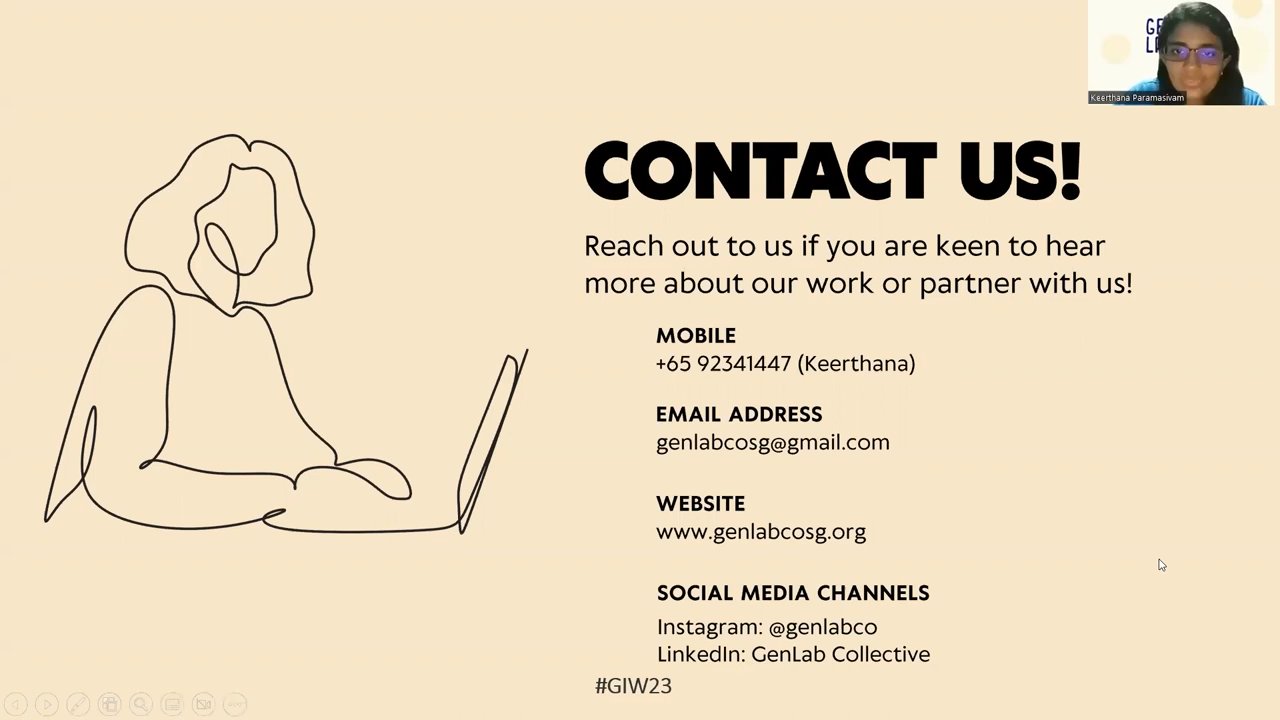 Keerthana Paramasivam
CONTACT US!
Reach out to us if you are keen to hear
more about our work or partner with us!
MOBILE
+65 92341447 (Keerthana)
EMAIL ADDRESS
genlabcosg@gmail.com
WEBSITE
www.genlabcosg.org
SOCIAL MEDIA CHANNELS
Instagram: @genlabco
LinkedIn: GenLab Collective
#GIW23